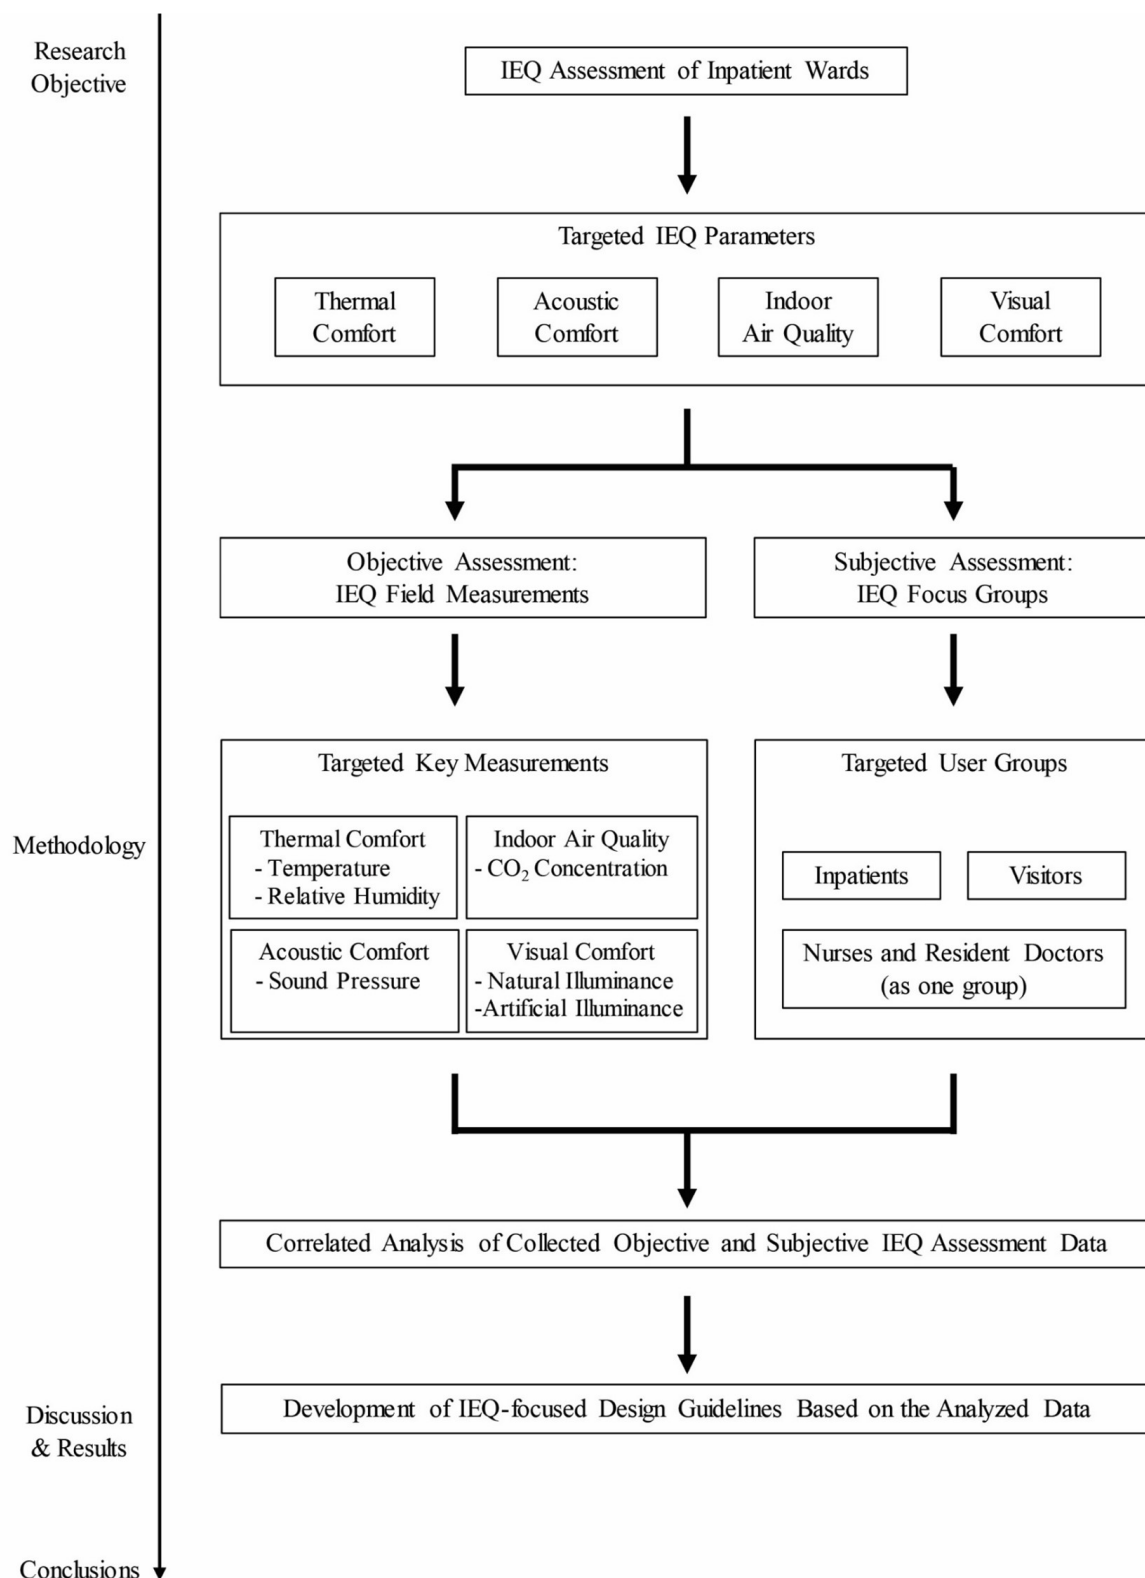 Research
Objective
IEQ Assessment of Inpatient Wards
Targeted IEQ Parameters
Thermal
Comfort
Acoustic
Comfort
Indoor
Air Quality
Visual
Comfort
Objective Assessment:
IEQ Field Measurements
Subjective Assessment:
IEQ Focus Groups
Methodology
Targeted Key Measurements
Thermal Comfort
- Temperature
- Relative Humidity
Indoor Air Quality
- CO₂ Concentration
Acoustic Comfort
- Sound Pressure
Visual Comfort
- Natural Illuminance
-Artificial Illuminance
Targeted User Groups
Inpatients
Visitors
Nurses and Resident Doctors
(as one group)
Correlated Analysis of Collected Objective and Subjective IEQ Assessment Data
Discussion
& Results
Development of IEQ-focused Design Guidelines Based on the Analyzed Data
Conclusions